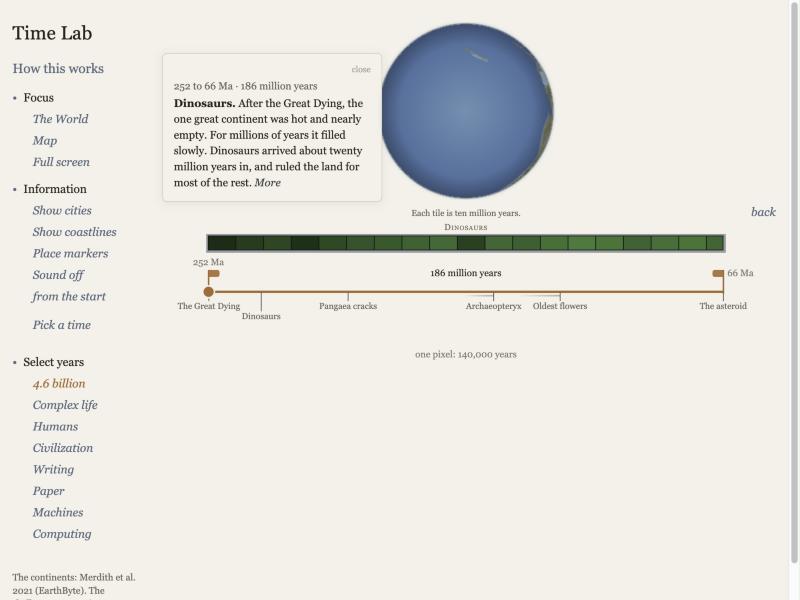 Time Lab
How this works
Focus
The World
Map
Full screen
Information
Show cities
Show coastlines
Place markers
Sound off
from the start
Pick a time
Select years
4.6 billion
Complex life
Humans
Civilization
Writing
Paper
Machines
Computing
The continents: Merdith et al.
2021 (EarthByte). The
close
252 to 66 Ma · 186 million years
Dinosaurs. After the Great Dying, the
one great continent was hot and nearly
empty. For millions of years it filled
slowly. Dinosaurs arrived about twenty
million years in, and ruled the land for
most of the rest. More
Each tile is ten million years.
back
Dinosaurs
252 Ma
186 million years
66 Ma
The Great Dying
Dinosaurs
Pangaea cracks
Archaeopteryx
Oldest flowers
The asteroid
one pixel: 140,000 years